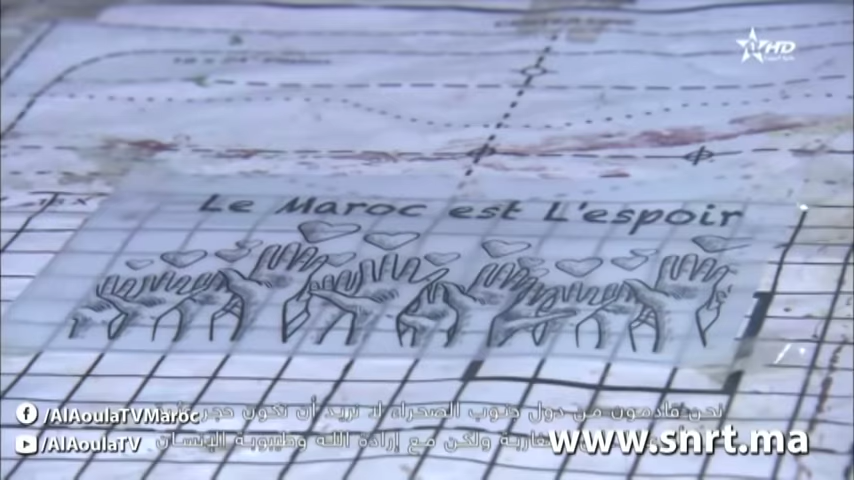 HD
Le Maroc est L'espoir
نحن قادمون من دول جنوب الصحراء لا نريد أن نكون حجر
ولكن مع إرادة الله وطيبوبة الإنسان
/AlAoulaTVMaroc
/AlAoulaTV
www.snrt.ma